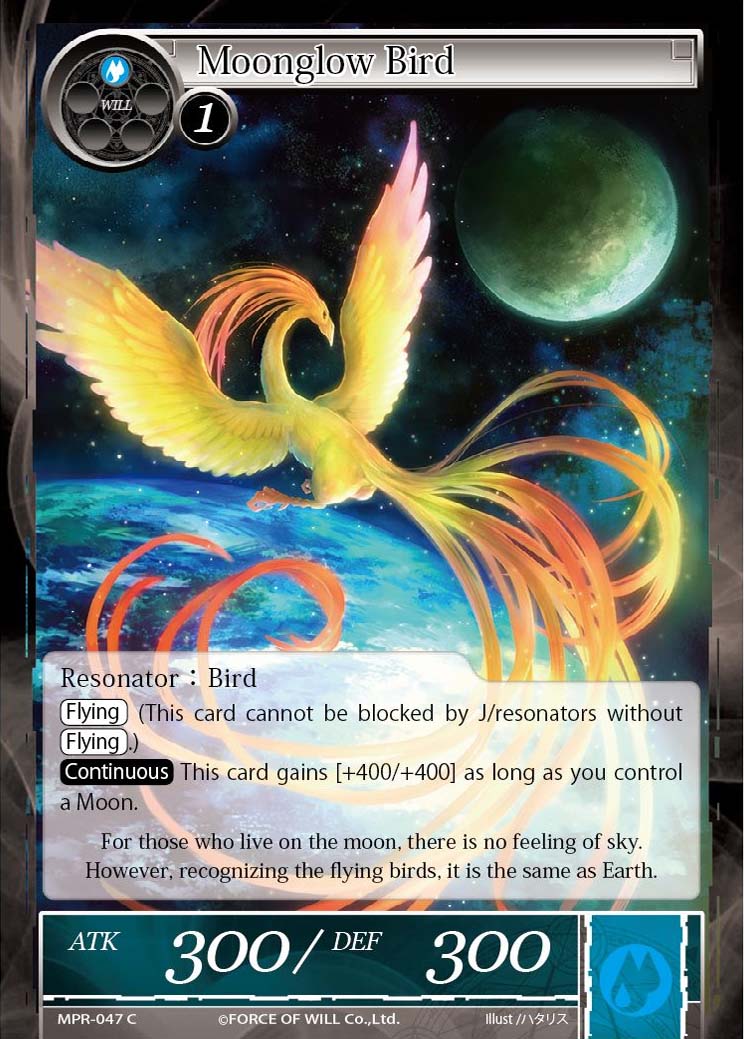 Moonglow Bird
WILL
1
Resonator : Bird
Flying (This card cannot be blocked by J/resonators without
Flying.)
Continuous This card gains [+400/+400] as long as you control
a Moon.
For those who live on the moon, there is no feeling of sky.
However, recognizing the flying birds, it is the same as Earth.
ATK 300/ DEF 300
MPR-047 C ©FORCE OF WILL Co.,Ltd. Illust /ハタリス